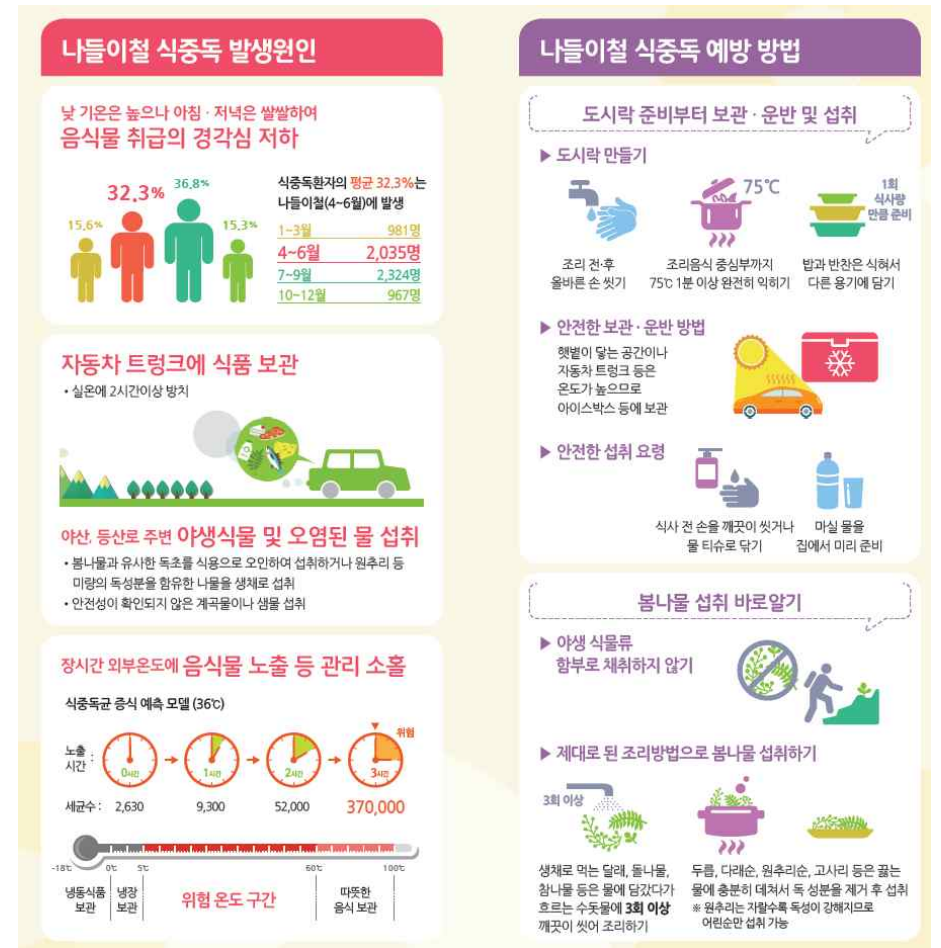 나들이철 식중독 발생원인
낮 기온은 높으나 아침 · 저녁은 쌀쌀하여
음식물 취급의 경각심 저하
15.6%
32.3%
36.8%
15.3%
식중독환자의 평균 32.3%는
나들이철(4~6월)에 발생
1~3월 981명
4~6월 2,035명
7~9월 2,324명
10~12월 967명
자동차 트렁크에 식품 보관
• 실온에 2시간이상 방치
야산, 등산로 주변 야생식물 및 오염된 물 섭취
• 봄나물과 유사한 독초를 식용으로 오인하여 섭취하거나 원추리 등
미량의 독성분을 함유한 나물을 생채로 섭취
• 안전성이 확인되지 않은 계곡물이나 샘물 섭취
장시간 외부온도에 음식물 노출 등 관리 소홀
식중독균 증식 예측 모델 (36℃)
위험
노출
시간 :
0시간
1시간
2시간
3시간
세균수 : 2,630 9,300 52,000 370,000
-18℃ 0℃ 5℃ 60℃ 100℃
냉동식품
보관
냉장
보관
위험 온도 구간
따뜻한
음식 보관
나들이철 식중독 예방 방법
도시락 준비부터 보관 · 운반 및 섭취
▶ 도시락 만들기
75℃
1회
식사량
만큼 준비
조리 전·후
올바른 손 씻기
조리음식 중심부까지
75℃ 1분 이상 완전히 익히기
밥과 반찬은 식혀서
다른 용기에 담기
▶ 안전한 보관 · 운반 방법
햇볕이 닿는 공간이나
자동차 트렁크 등은
온도가 높으므로
아이스박스 등에 보관
▶ 안전한 섭취 요령
식사 전 손을 깨끗이 씻거나
물 티슈로 닦기
마실 물을
집에서 미리 준비
봄나물 섭취 바로알기
▶ 야생 식물류
함부로 채취하지 않기
▶ 제대로 된 조리방법으로 봄나물 섭취하기
3회 이상
생채로 먹는 달래, 돌나물,
참나물 등은 물에 담갔다가
흐르는 수돗물에 3회 이상
깨끗이 씻어 조리하기
두릅, 다래순, 원추리순, 고사리 등은 끓는
물에 충분히 데쳐서 독 성분을 제거 후 섭취
※ 원추리는 자랄수록 독성이 강해지므로
어린순만 섭취 가능